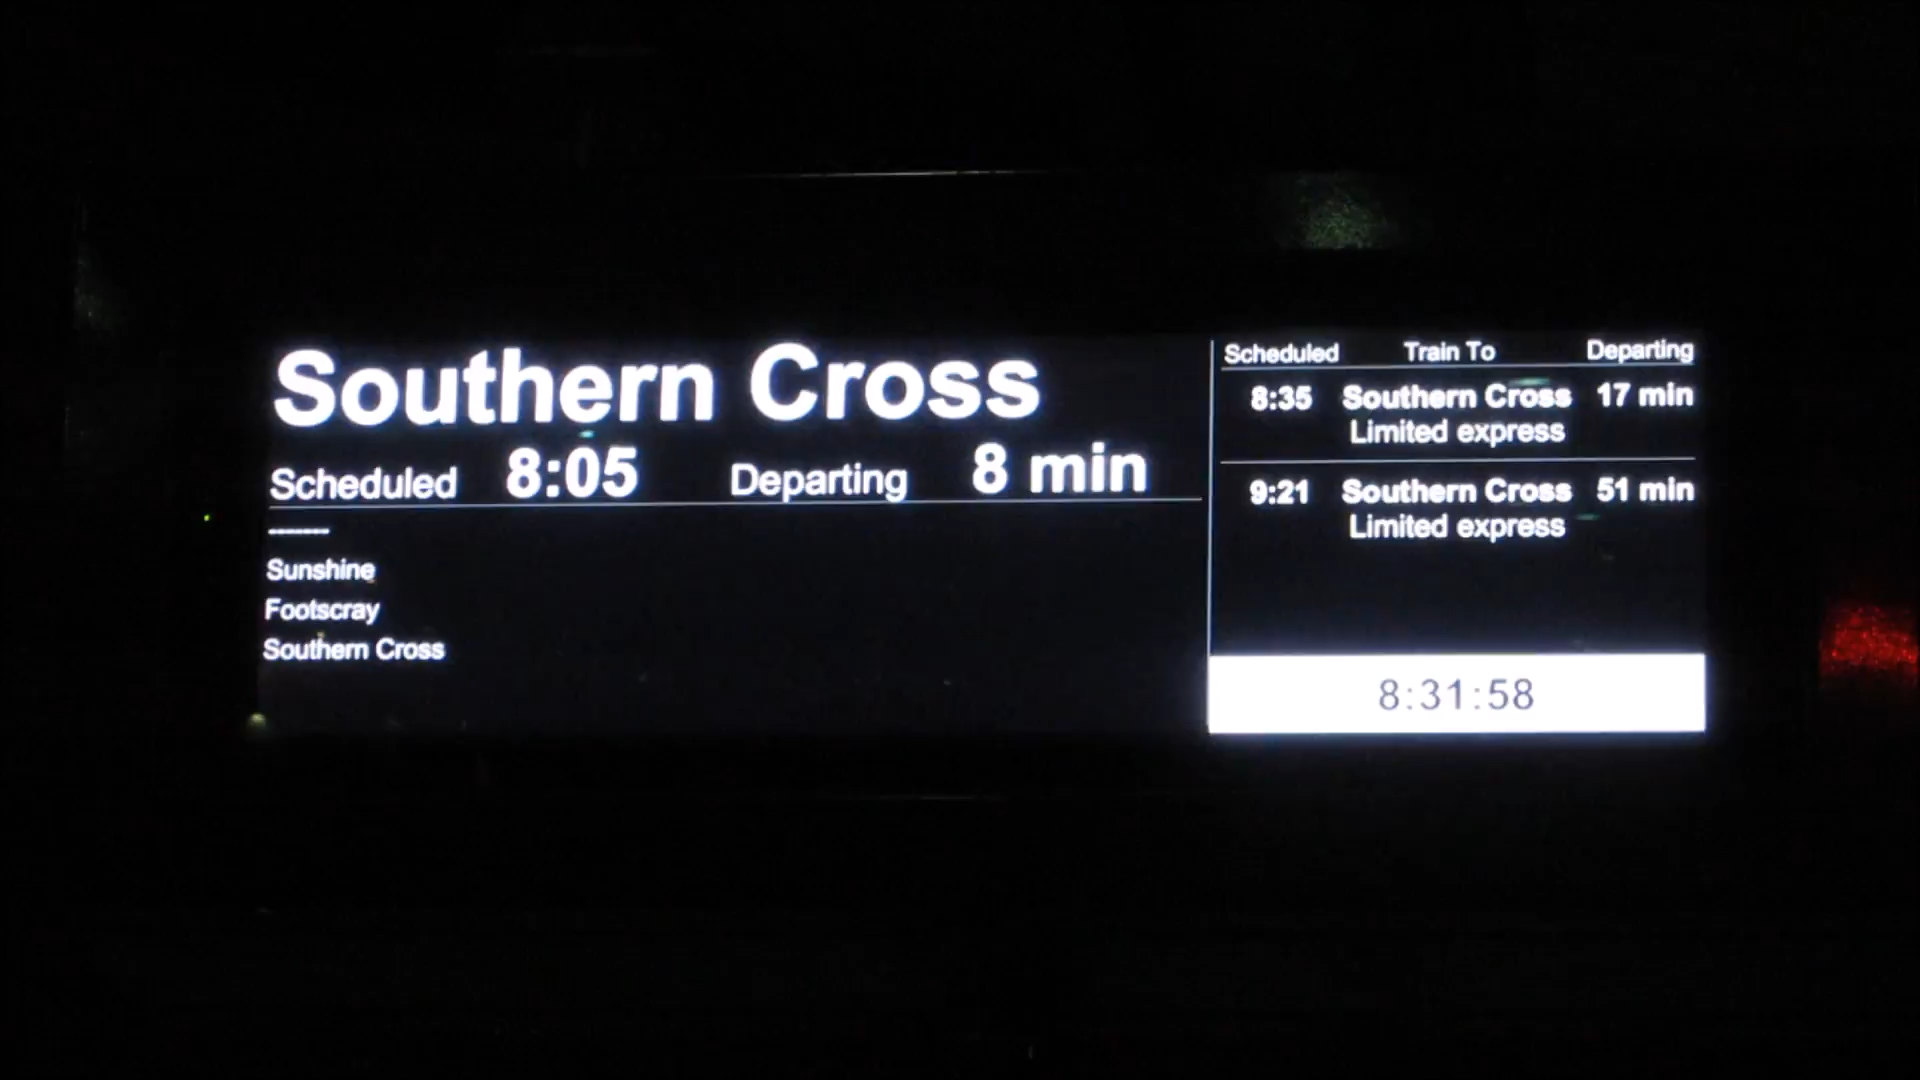 Southern Cross
Scheduled 8:05 Departing 8 min
-------
Sunshine
Footscray
Southern Cross
Scheduled Train To Departing
8:35 Southern Cross 17 min
Limited express
9:21 Southern Cross 51 min
Limited express
8:31:58